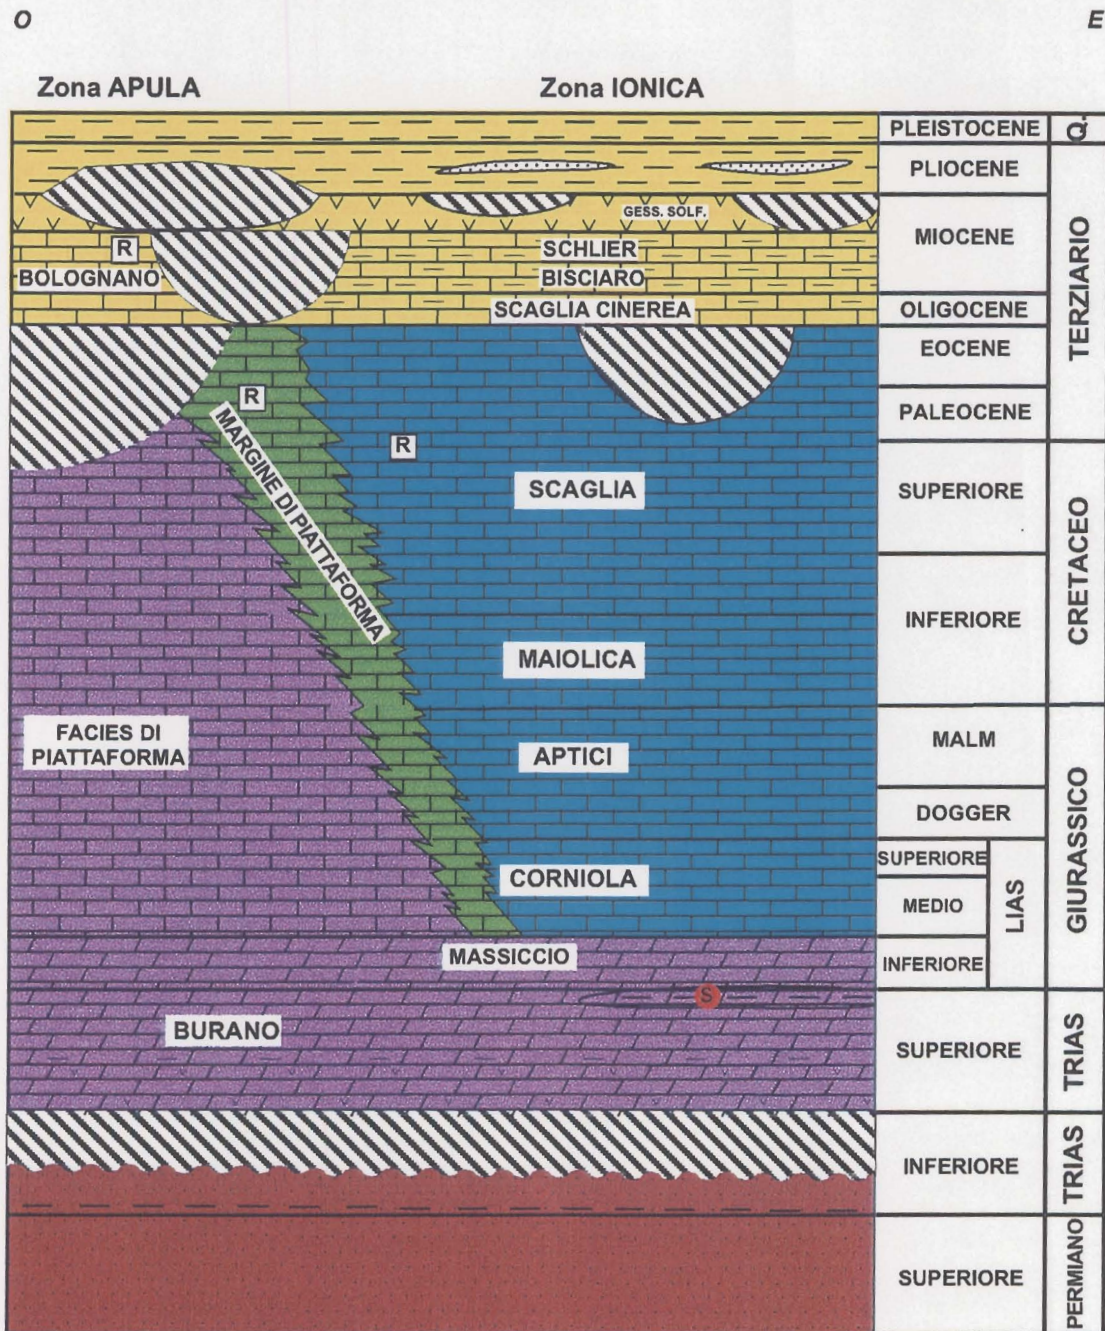 O
E
Zona APULA
Zona IONICA
PLEISTOCENE
Q.
PLIOCENE
GESS. SOLF.
MIOCENE
R
SCHLIER
BOLOGNANO
BISCIARO
SCAGLIA CINEREA
OLIGOCENE
TERZIARIO
EOCENE
R
PALEOCENE
MARGINE DI PIATTAFORMA
R
SCAGLIA
SUPERIORE
CRETACEO
INFERIORE
MAIOLICA
FACIES DI
PIATTAFORMA
APTICI
MALM
DOGGER
GIURASSICO
SUPERIORE
CORNIOLA
MEDIO
LIAS
MASSICCIO
INFERIORE
S
BURANO
SUPERIORE
TRIAS
INFERIORE
TRIAS
SUPERIORE
PERMIANO